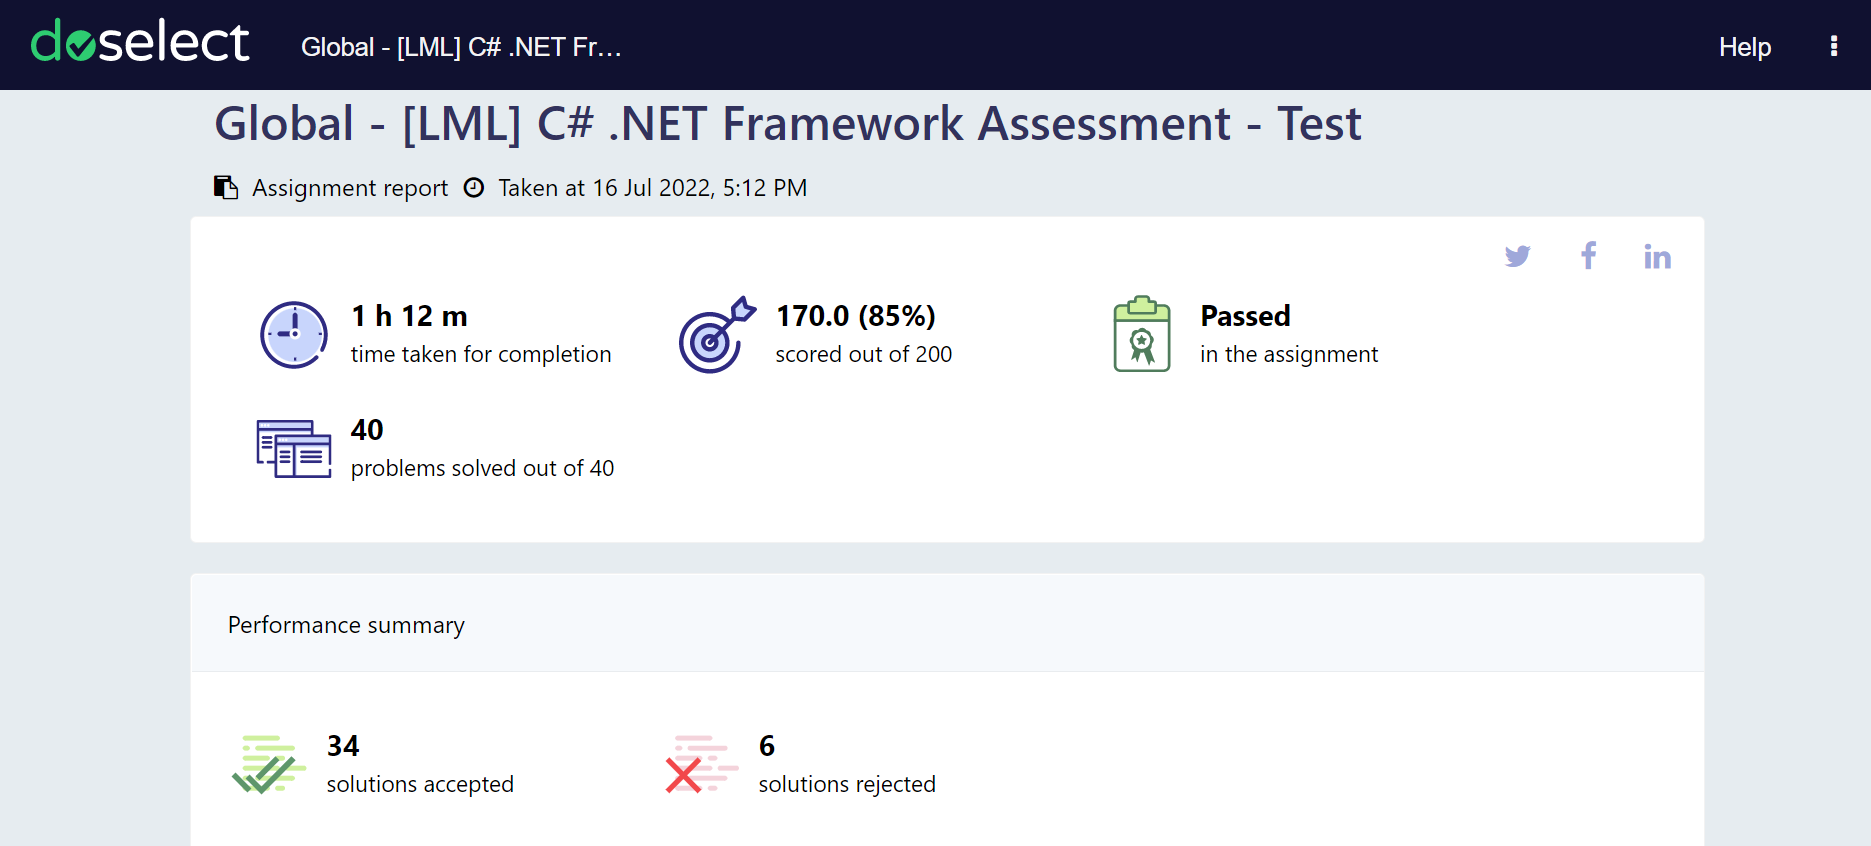 doselect
Global - [LML] C# .NET Fr...
Help
Global - [LML] C# .NET Framework Assessment - Test
Assignment report Taken at 16 Jul 2022, 5:12 PM
1 h 12 m
time taken for completion
170.0 (85%)
scored out of 200
Passed
in the assignment
40
problems solved out of 40
Performance summary
34
solutions accepted
6
solutions rejected